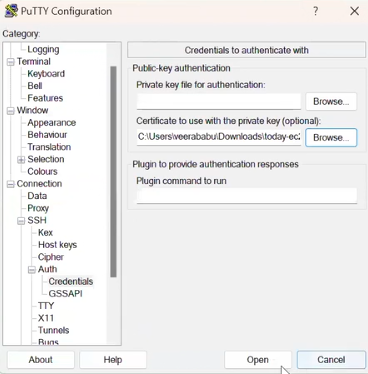 PuTTY Configuration
? ×
Category:
Logging
Terminal
Keyboard
Bell
Features
Window
Appearance
Behaviour
Translation
Selection
Colours
Connection
Data
Proxy
SSH
Kex
Host keys
Cipher
Auth
Credentials
GSSAPI
TTY
X11
Tunnels
Bugs
Credentials to authenticate with
Public-key authentication
Private key file for authentication:
Browse...
Certificate to use with the private key (optional):
C:\Users\veerababu\Downloads\today-ec2 Browse...
Plugin to provide authentication responses
Plugin command to run
About Help Open Cancel